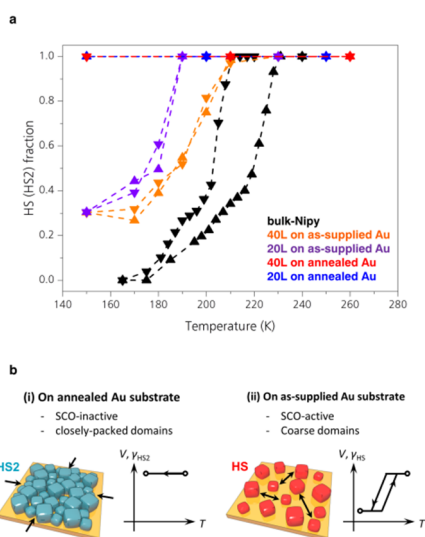 a
HS (HS2) fraction
1.0
0.8
0.6
0.4
0.2
0.0
bulk-Nipy
40L on as-supplied Au
20L on as-supplied Au
40L on annealed Au
20L on annealed Au
140 160 180 200 220 240 260 280
Temperature (K)
b
(i) On annealed Au substrate
- SCO-inactive
- closely-packed domains
HS2
V, γHS2
T
(ii) On as-supplied Au substrate
- SCO-active
- Coarse domains
HS
V, γHS
T